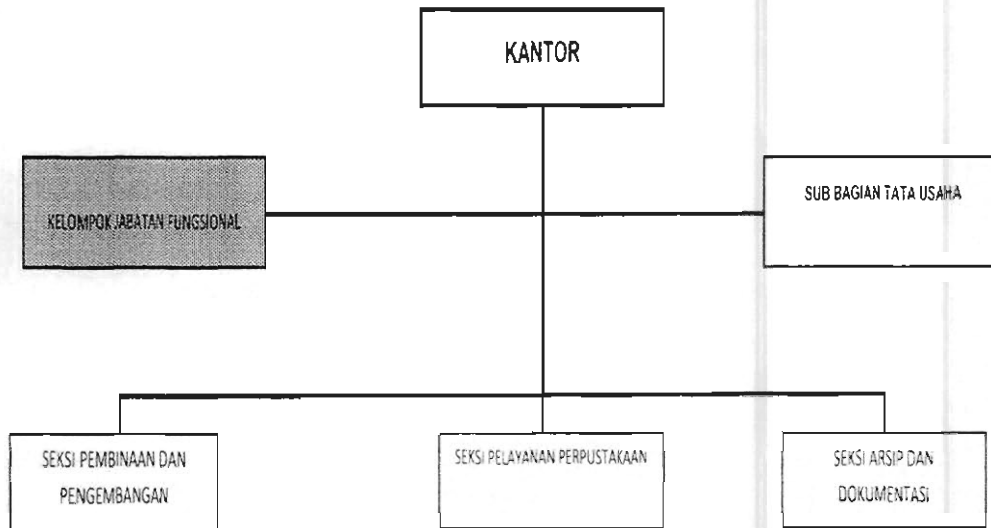 KANTOR
KELOMPOK JABATAN FUNGSIONAL
SUB BAGIAN TATA USAHA
SEKSI PEMBINAAN DAN
PENGEMBANGAN
SEKSI PELAYANAN PERPUSTAKAAN
SEKSI ARSIP DAN
DOKUMENTASI